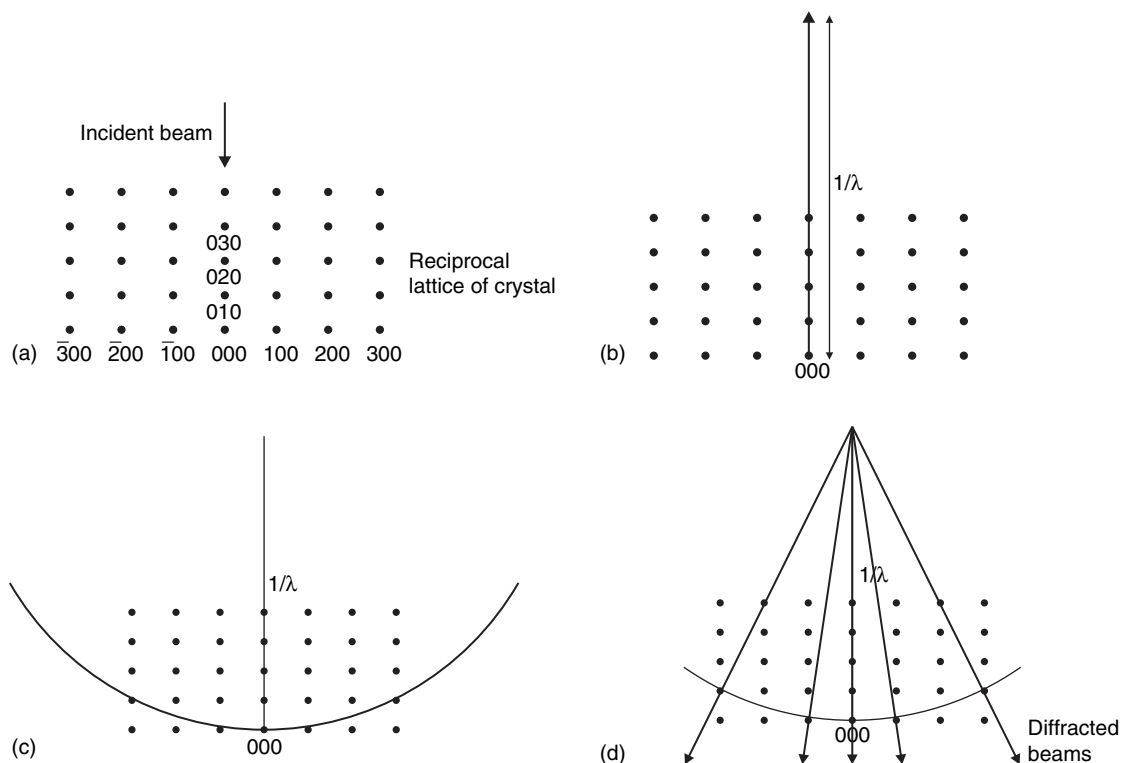 Incident beam
030
020
010
Reciprocal
lattice of crystal
(a)
3̅00
2̅00
1̅00
000
100
200
300
1/λ
(b)
000
1/λ
(c)
000
1/λ
(d)
000
Diffracted
beams